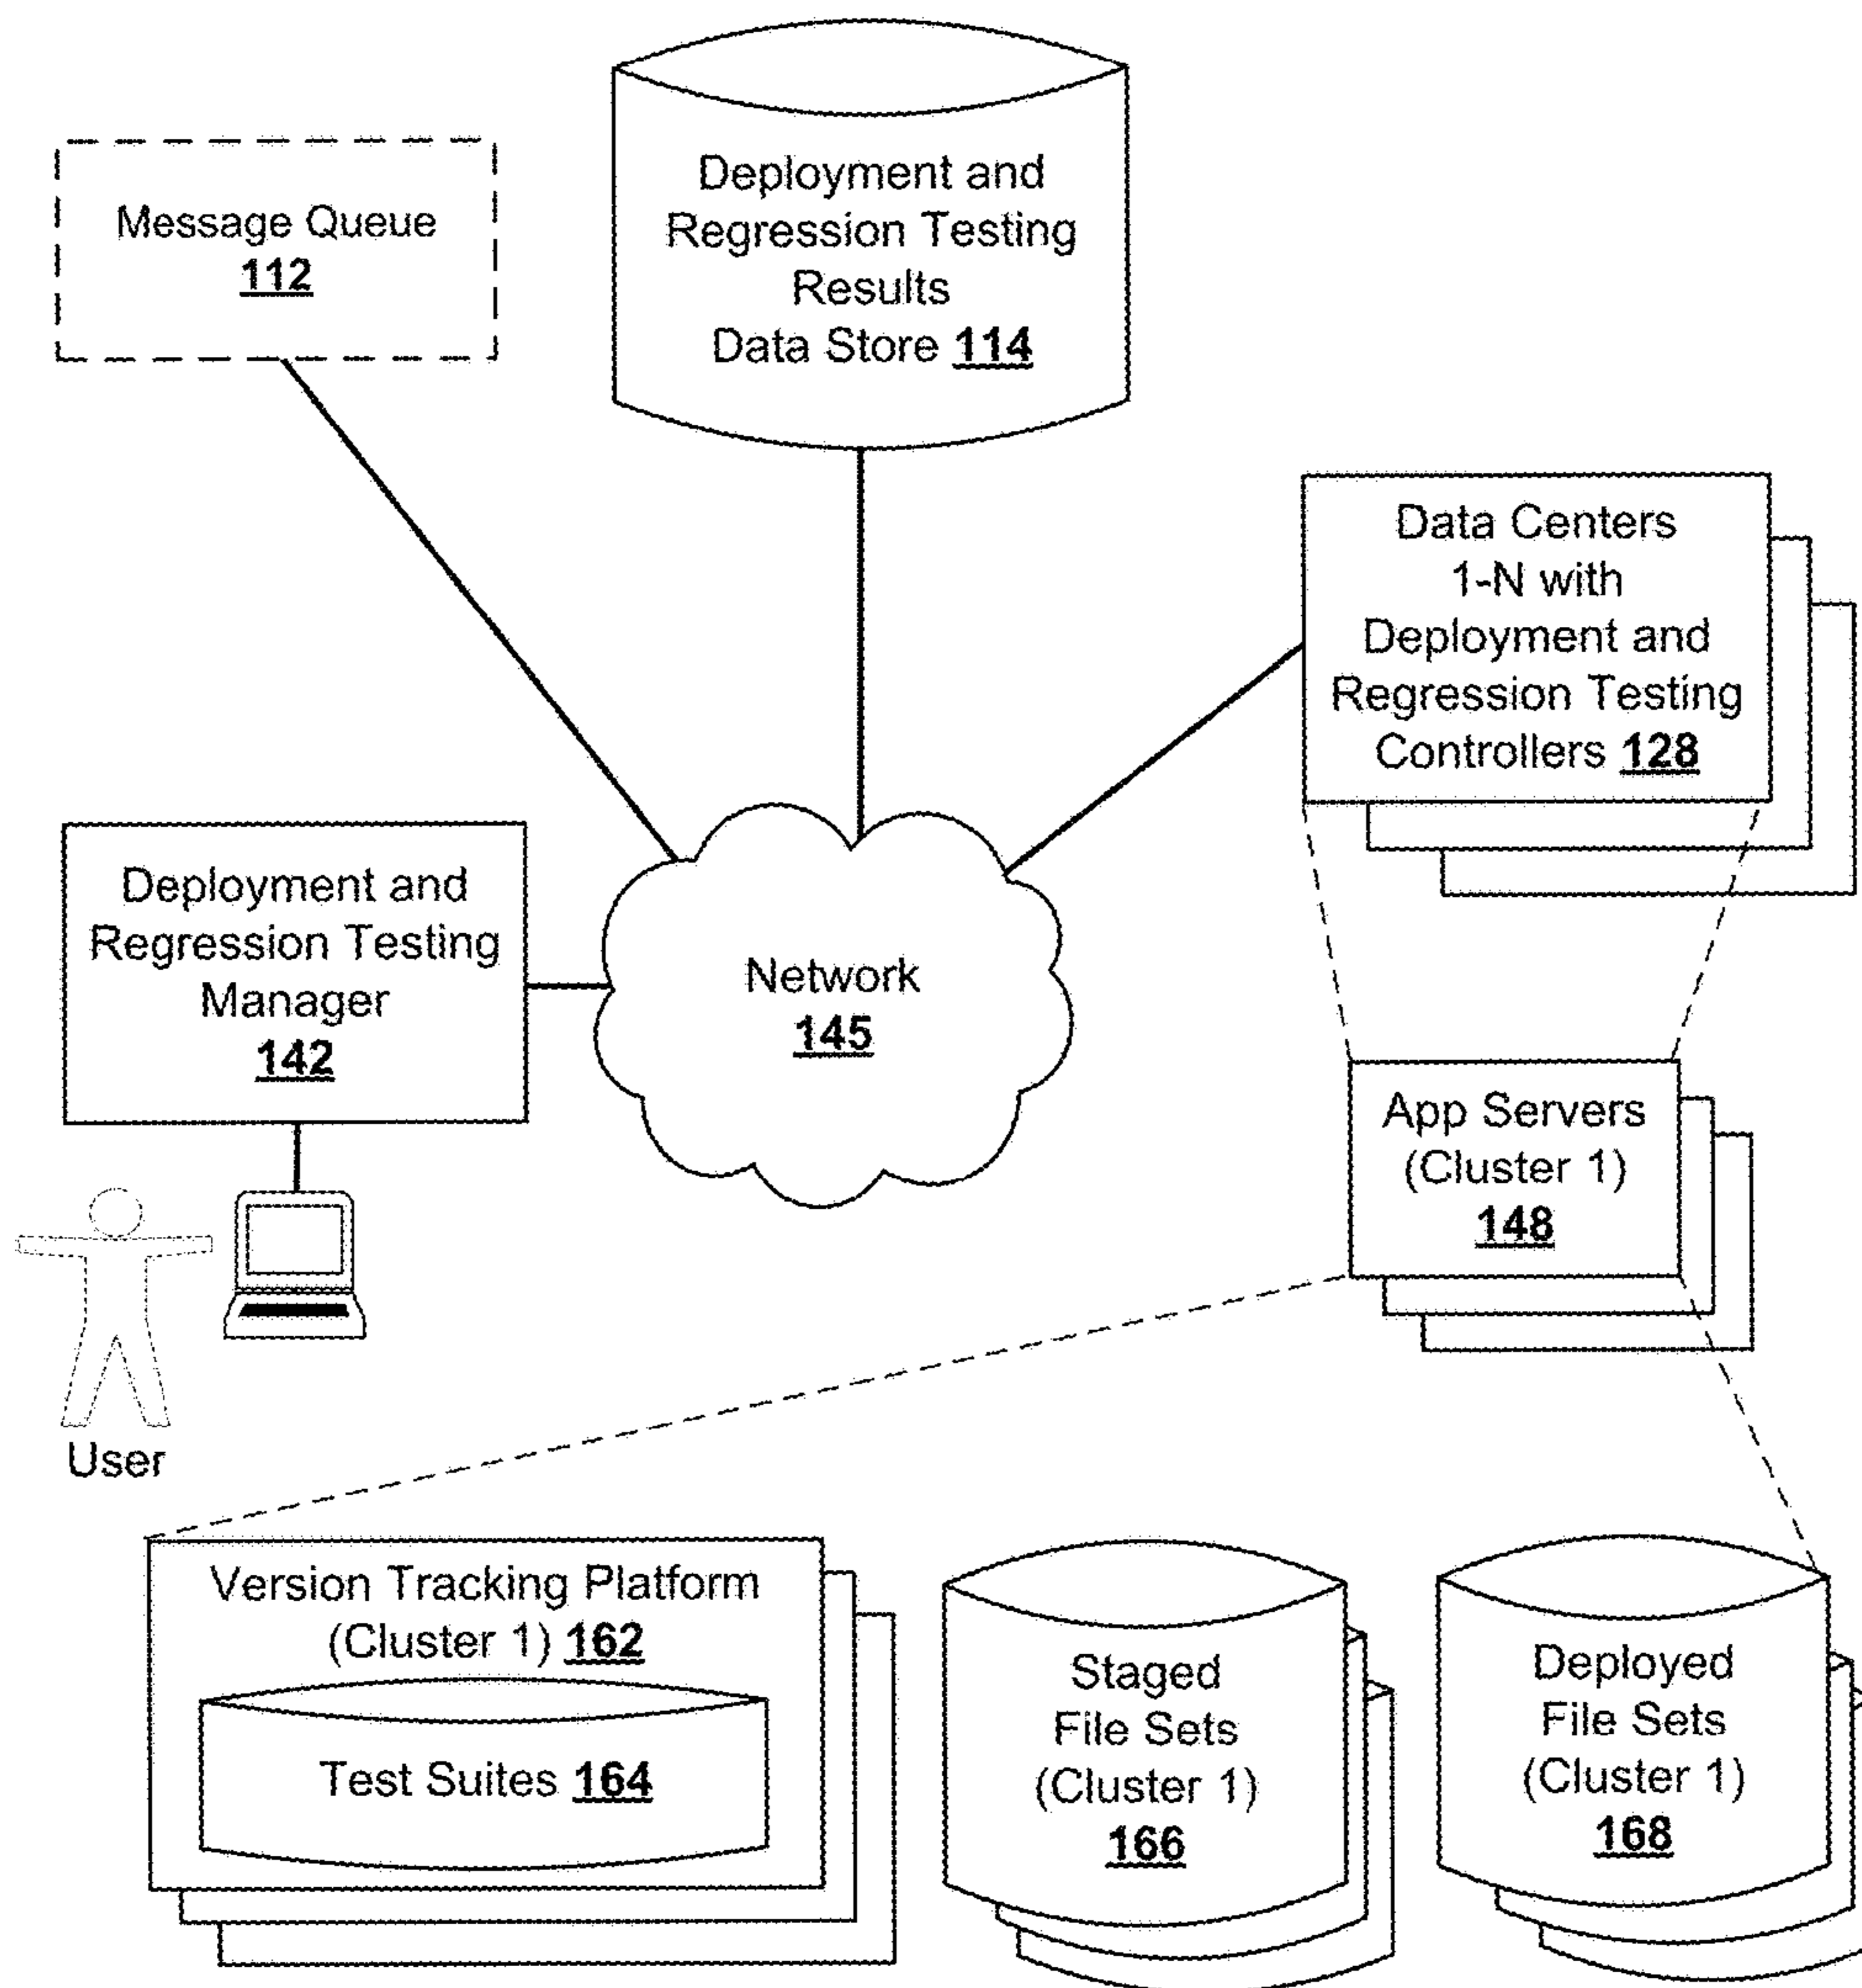 Message Queue
112
Deployment and
Regression Testing
Results
Data Store 114
Data Centers
1-N with
Deployment and
Regression Testing
Controllers 128
Deployment and
Regression Testing
Manager
142
Network
145
App Servers
(Cluster 1)
148
User
Version Tracking Platform
(Cluster 1) 162
Test Suites 164
Staged
File Sets
(Cluster 1)
166
Deployed
File Sets
(Cluster 1)
168